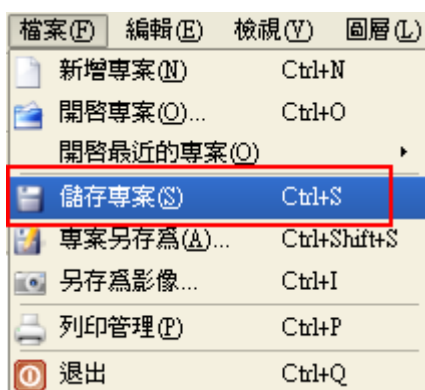 檔案(F) 編輯(E) 檢視(V) 圖層(L)
新增專案(N) Ctrl+N
開啟專案(O)... Ctrl+O
開啟最近的專案(O)
儲存專案(S) Ctrl+S
專案另存為(A)... Ctrl+Shift+S
另存為影像... Ctrl+I
列印管理(P) Ctrl+P
退出 Ctrl+Q